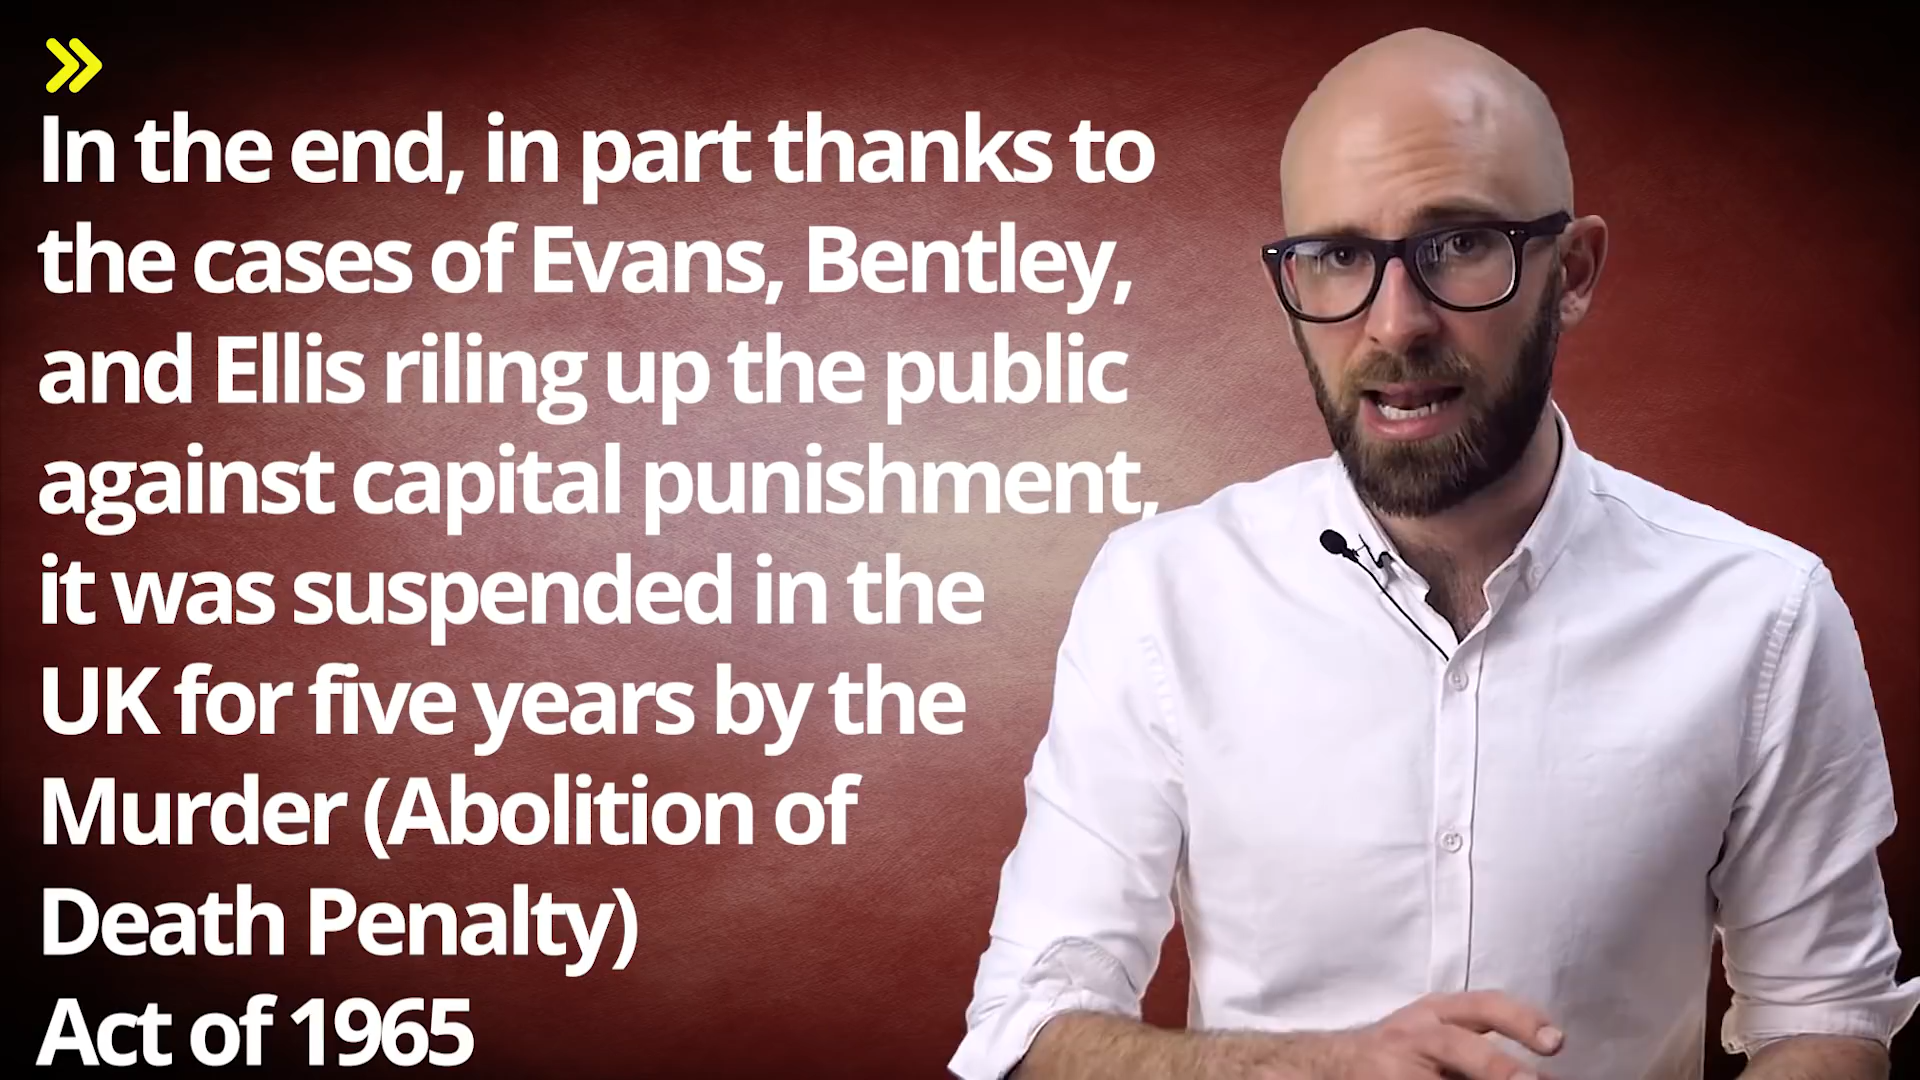 In the end, in part thanks to
the cases of Evans, Bentley,
and Ellis riling up the public
against capital punishment,
it was suspended in the
UK for five years by the
Murder (Abolition of
Death Penalty)
Act of 1965